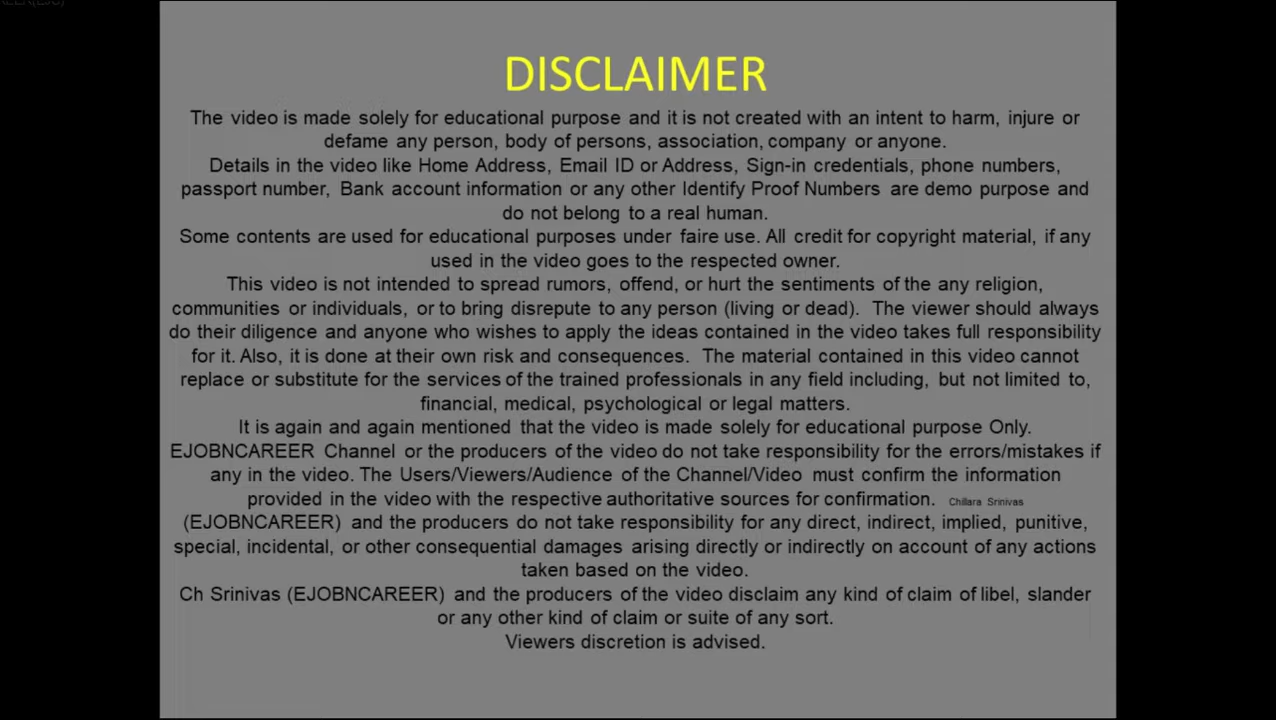 DISCLAIMER
The video is made solely for educational purpose and it is not created with an intent to harm, injure or
defame any person, body of persons, association, company or anyone.
Details in the video like Home Address, Email ID or Address, Sign-in credentials, phone numbers,
passport number, Bank account information or any other Identify Proof Numbers are demo purpose and
do not belong to a real human.
Some contents are used for educational purposes under faire use. All credit for copyright material, if any
used in the video goes to the respected owner.
This video is not intended to spread rumors, offend, or hurt the sentiments of the any religion,
communities or individuals, or to bring disrepute to any person (living or dead). The viewer should always
do their diligence and anyone who wishes to apply the ideas contained in the video takes full responsibility
for it. Also, it is done at their own risk and consequences. The material contained in this video cannot
replace or substitute for the services of the trained professionals in any field including, but not limited to,
financial, medical, psychological or legal matters.
It is again and again mentioned that the video is made solely for educational purpose Only.
EJOBNCAREER Channel or the producers of the video do not take responsibility for the errors/mistakes if
any in the video. The Users/Viewers/Audience of the Channel/Video must confirm the information
provided in the video with the respective authoritative sources for confirmation. Chillara Srinivas
(EJOBNCAREER) and the producers do not take responsibility for any direct, indirect, implied, punitive,
special, incidental, or other consequential damages arising directly or indirectly on account of any actions
taken based on the video.
Ch Srinivas (EJOBNCAREER) and the producers of the video disclaim any kind of claim of libel, slander
or any other kind of claim or suite of any sort.
Viewers discretion is advised.